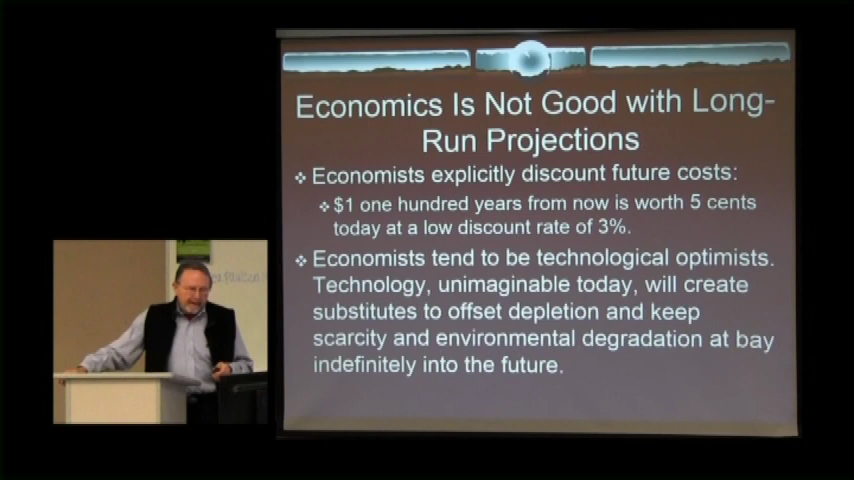 Economics Is Not Good with Long-
Run Projections
Economists explicitly discount future costs:
$1 one hundred years from now is worth 5 cents
today at a low discount rate of 3%.
Economists tend to be technological optimists.
Technology, unimaginable today, will create
substitutes to offset depletion and keep
scarcity and environmental degradation at bay
indefinitely into the future.